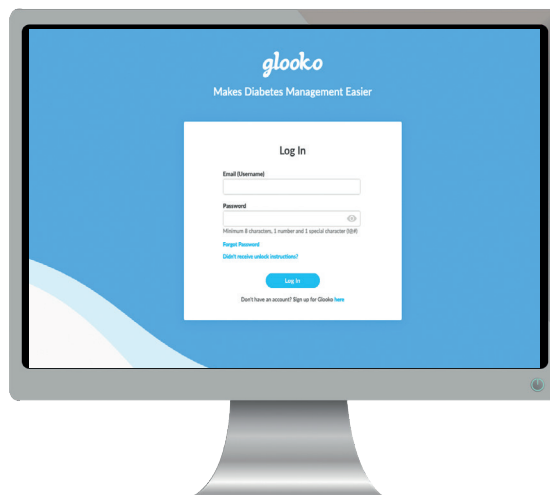 glooko
Makes Diabetes Management Easier
Log In
Email (Username)
Password
Minimum 8 characters, 1 number and 1 special character (!@#)
Forgot Password
Didn't receive unlock instructions?
Log In
Don't have an account? Sign up for Glooko here